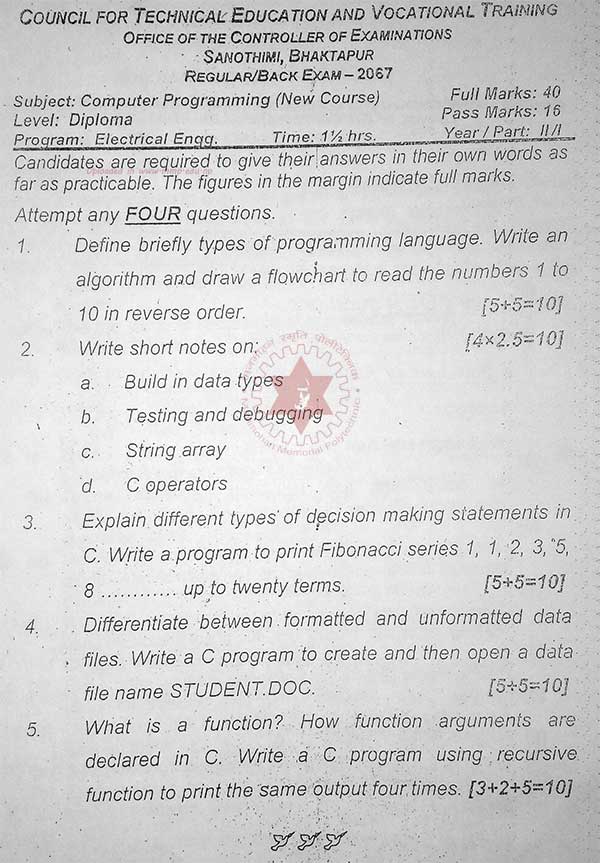 COUNCIL FOR TECHNICAL EDUCATION AND VOCATIONAL TRAINING
OFFICE OF THE CONTROLLER OF EXAMINATIONS
SANOTHIMI, BHAKTAPUR
REGULAR/BACK EXAM – 2067
Subject: Computer Programming (New Course) Full Marks: 40
Level: Diploma Pass Marks: 16
Program: Electrical Engg. Time: 1½ hrs. Year / Part: II/I
Candidates are required to give their answers in their own words as
far as practicable. The figures in the margin indicate full marks.
Attempt any FOUR questions.
1. Define briefly types of programming language. Write an
algorithm and draw a flowchart to read the numbers 1 to
10 in reverse order. [5+5=10]
2. Write short notes on: [4×2.5=10]
a. Build in data types
b. Testing and debugging
c. String array
d. C operators
3. Explain different types of decision making statements in
C. Write a program to print Fibonacci series 1, 1, 2, 3, 5,
8 ............ up to twenty terms. [5+5=10]
4. Differentiate between formatted and unformatted data
files. Write a C program to create and then open a data
file name STUDENT.DOC. [5+5=10]
5. What is a function? How function arguments are
declared in C. Write a C program using recursive
function to print the same output four times. [3+2+5=10]